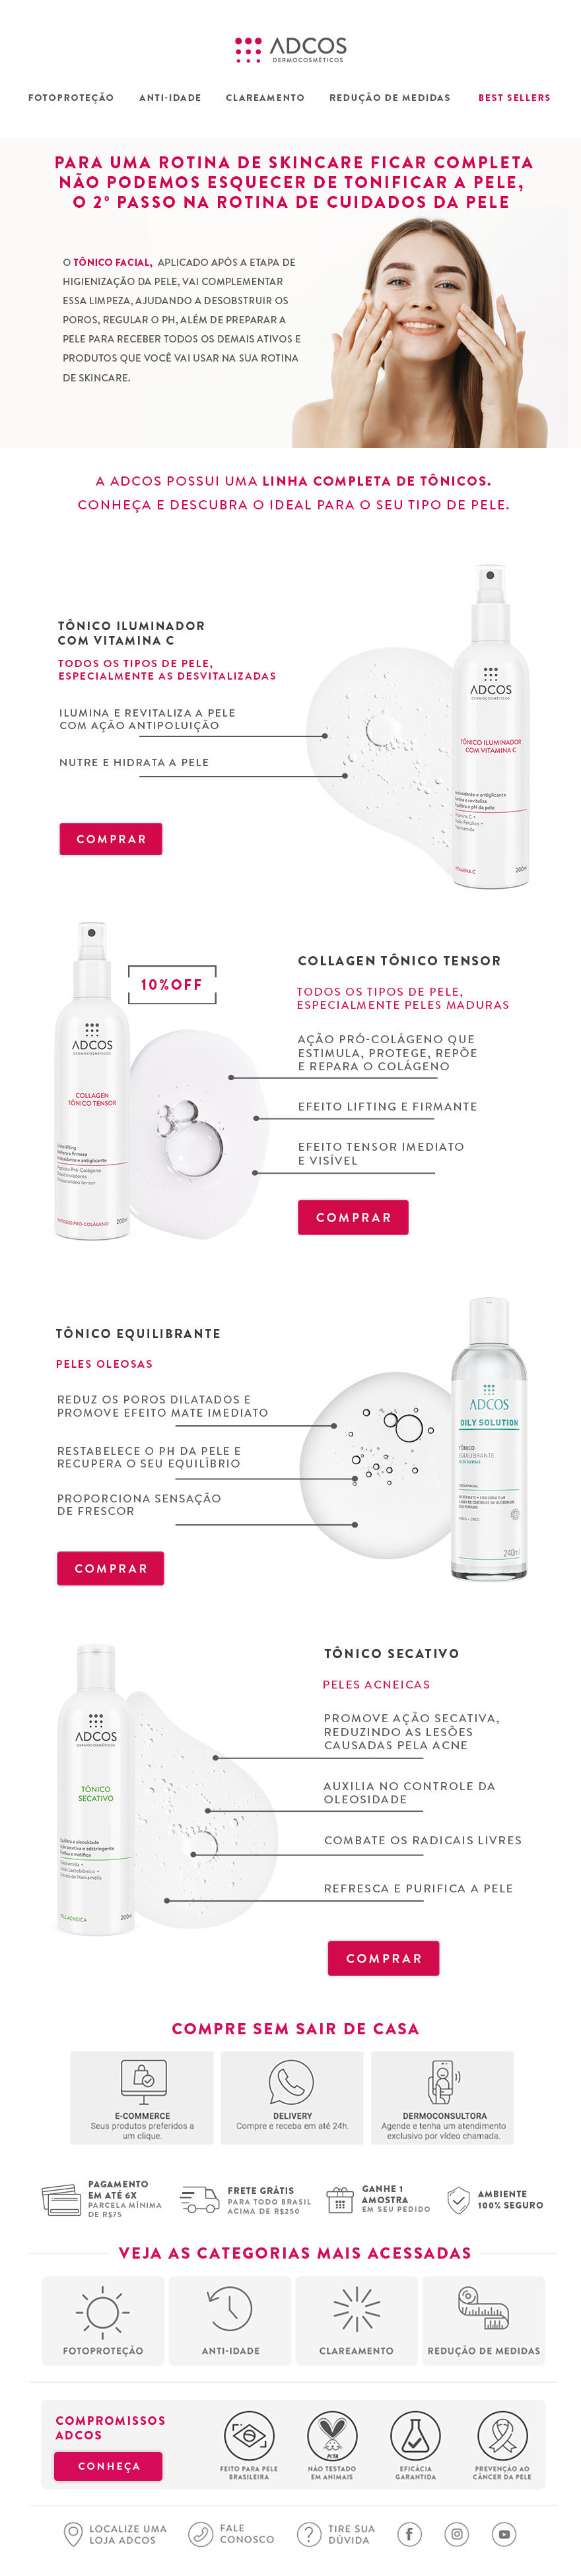 ADCOS
DERMOCOSMÉTICOS
FOTOPROTEÇÃO ANTI-IDADE CLAREAMENTO REDUÇÃO DE MEDIDAS BEST SELLERS
PARA UMA ROTINA DE SKINCARE FICAR COMPLETA
NÃO PODEMOS ESQUECER DE TONIFICAR A PELE,
O 2º PASSO NA ROTINA DE CUIDADOS DA PELE
O TÔNICO FACIAL, APLICADO APÓS A ETAPA DE
HIGIENIZAÇÃO DA PELE, VAI COMPLEMENTAR
ESSA LIMPEZA, AJUDANDO A DESOBSTRUIR OS
POROS, REGULAR O PH, ALÉM DE PREPARAR A
PELE PARA RECEBER TODOS OS DEMAIS ATIVOS E
PRODUTOS QUE VOCÊ VAI USAR NA SUA ROTINA
DE SKINCARE.
A ADCOS POSSUI UMA LINHA COMPLETA DE TÔNICOS.
CONHEÇA E DESCUBRA O IDEAL PARA O SEU TIPO DE PELE.
TÔNICO ILUMINADOR
COM VITAMINA C
TODOS OS TIPOS DE PELE,
ESPECIALMENTE AS DESVITALIZADAS
ILUMINA E REVITALIZA A PELE
COM AÇÃO ANTIPOLUIÇÃO
NUTRE E HIDRATA A PELE
COMPRAR
ADCOS
DERMOCOSMÉTICOS
TÔNICO ILUMINADOR
COM VITAMINA C
200ml
10%OFF
ADCOS
DERMOCOSMÉTICOS
COLLAGEN
TÔNICO TENSOR
200ml
COLLAGEN TÔNICO TENSOR
TODOS OS TIPOS DE PELE,
ESPECIALMENTE PELES MADURAS
AÇÃO PRÓ-COLÁGENO QUE
ESTIMULA, PROTEGE, REPÕE
E REPARA O COLÁGENO
EFEITO LIFTING E FIRMANTE
EFEITO TENSOR IMEDIATO
E VISÍVEL
COMPRAR
TÔNICO EQUILIBRANTE
PELES OLEOSAS
REDUZ OS POROS DILATADOS E
PROMOVE EFEITO MATE IMEDIATO
RESTABELECE O PH DA PELE E
RECUPERA O SEU EQUILÍBRIO
PROPORCIONA SENSAÇÃO
DE FRESCOR
COMPRAR
ADCOS
OILY SOLUTION
TÔNICO
EQUILIBRANTE
240ml
ADCOS
DERMOCOSMÉTICOS
TÔNICO
SECATIVO
200ml
TÔNICO SECATIVO
PELES ACNEICAS
PROMOVE AÇÃO SECATIVA,
REDUZINDO AS LESÕES
CAUSADAS PELA ACNE
AUXILIA NO CONTROLE DA
OLEOSIDADE
COMBATE OS RADICAIS LIVRES
REFRESCA E PURIFICA A PELE
COMPRAR
COMPRE SEM SAIR DE CASA
E-COMMERCE
Seus produtos preferidos a
um clique.
DELIVERY
Compre e receba em até 24h.
DERMOCONSULTORA
Agende e tenha um atendimento
exclusivo por vídeo chamada.
PAGAMENTO
EM ATÉ 6X
PARCELA MÍNIMA
DE R$75
FRETE GRÁTIS
PARA TODO BRASIL
ACIMA DE R$250
GANHE 1
AMOSTRA
EM SEU PEDIDO
AMBIENTE
100% SEGURO
VEJA AS CATEGORIAS MAIS ACESSADAS
FOTOPROTEÇÃO ANTI-IDADE CLAREAMENTO REDUÇÃO DE MEDIDAS
COMPROMISSOS
ADCOS
CONHEÇA
FEITO PARA PELE
BRASILEIRA
PETA
NÃO TESTADO
EM ANIMAIS
EFICÁCIA
GARANTIDA
PREVENÇÃO AO
CÂNCER DA PELE
LOCALIZE UMA
LOJA ADCOS
FALE
CONOSCO
TIRE SUA
DÚVIDA